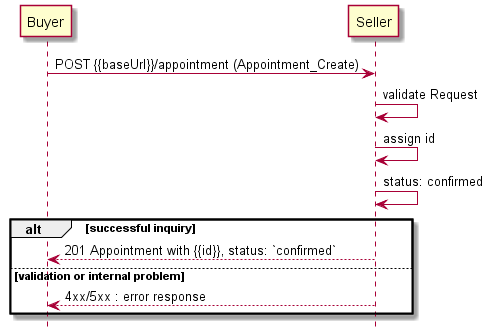 Buyer
Seller
POST {{baseUrl}}/appointment (Appointment_Create)
validate Request
assign id
status: confirmed
alt [successful inquiry]
201 Appointment with {{id}}, status: `confirmed`
[validation or internal problem]
4xx/5xx : error response